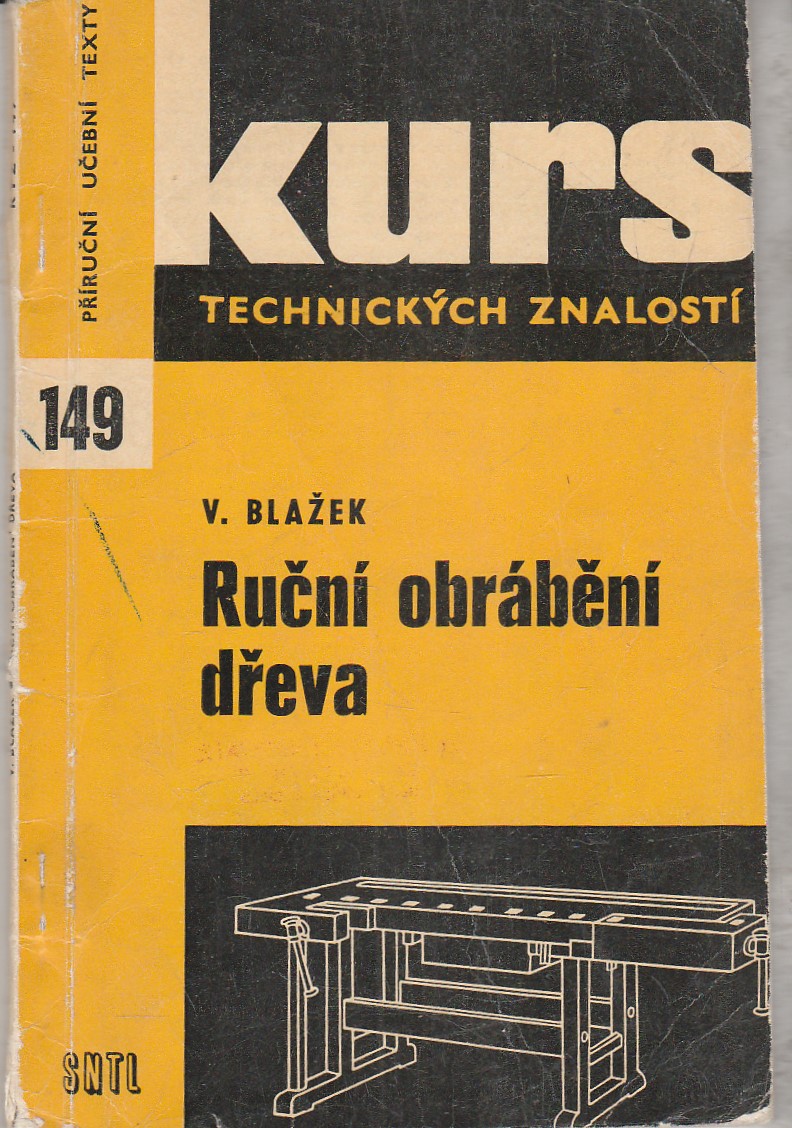 PŘÍRUČNÍ UČEBNÍ TEXTY
kurs
TECHNICKÝCH ZNALOSTÍ
149
V. BLAŽEK
Ruční obrábění
dřeva
SNTL